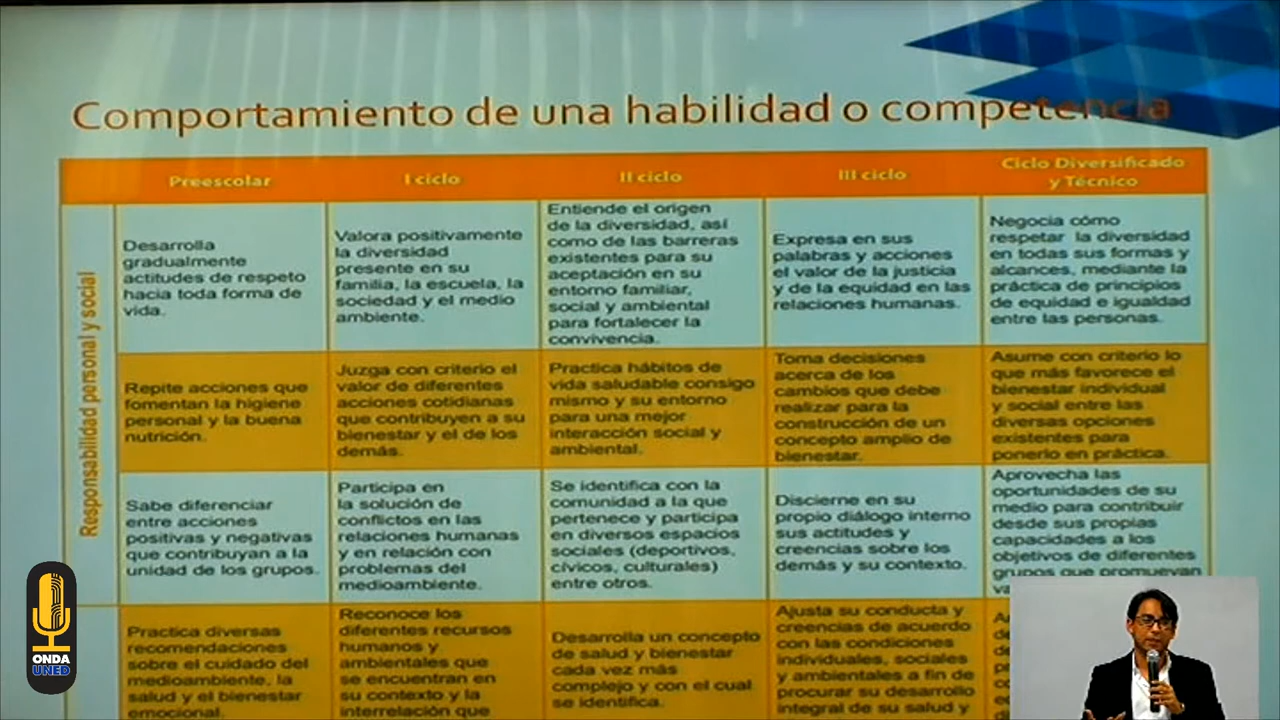 Comportamiento de una habilidad o competencia
Preescolar
I ciclo
II ciclo
III ciclo
Ciclo Diversificado
y Técnico
Responsabilidad personal y social
Desarrolla
gradualmente
actitudes de respeto
hacia toda forma de
vida.
Valora positivamente
la diversidad
presente en su
familia, la escuela, la
sociedad y el medio
ambiente.
Entiende el origen
de la diversidad, así
como de las barreras
existentes para su
aceptación en su
entorno familiar,
social y ambiental
para fortalecer la
convivencia.
Expresa en sus
palabras y acciones
el valor de la justicia
y de la equidad en las
relaciones humanas.
Negocia cómo
respetar la diversidad
en todas sus formas y
alcances, mediante la
práctica de principios
de equidad e igualdad
entre las personas.
Repite acciones que
fomentan la higiene
personal y la buena
nutrición.
Juzga con criterio el
valor de diferentes
acciones cotidianas
que contribuyen a su
bienestar y el de los
demás.
Practica hábitos de
vida saludable consigo
mismo y su entorno
para una mejor
interacción social y
ambiental.
Toma decisiones
acerca de los
cambios que debe
realizar para la
construcción de un
concepto amplio de
bienestar.
Asume con criterio lo
que más favorece el
bienestar individual
y social entre las
diversas opciones
existentes para
ponerlo en práctica.
Sabe diferenciar
entre acciones
positivas y negativas
que contribuyan a la
unidad de los grupos.
Participa en
la solución de
conflictos en las
relaciones humanas
y en relación con
problemas del
medioambiente.
Se identifica con la
comunidad a la que
pertenece y participa
en diversos espacios
sociales (deportivos,
cívicos, culturales)
entre otros.
Discierne en su
propio diálogo interno
sus actitudes y
creencias sobre los
demás y su contexto.
Aprovecha las
oportunidades de su
medio para contribuir
desde sus propias
capacidades a los
objetivos de diferentes
grupos que promuevan
Practica diversas
recomendaciones
sobre el cuidado del
medioambiente, la
salud y el bienestar
emocional.
Reconoce los
diferentes recursos
humanos y
ambientales que
se encuentran en
su contexto y la
interrelación que
Desarrolla un concepto
de salud y bienestar
cada vez más
complejo y con el cual
se identifica.
Ajusta su conducta y
creencias de acuerdo
con las condiciones
individuales, sociales
y ambientales a fin de
procurar su desarrollo
integral de su salud y
ONDA
UNED